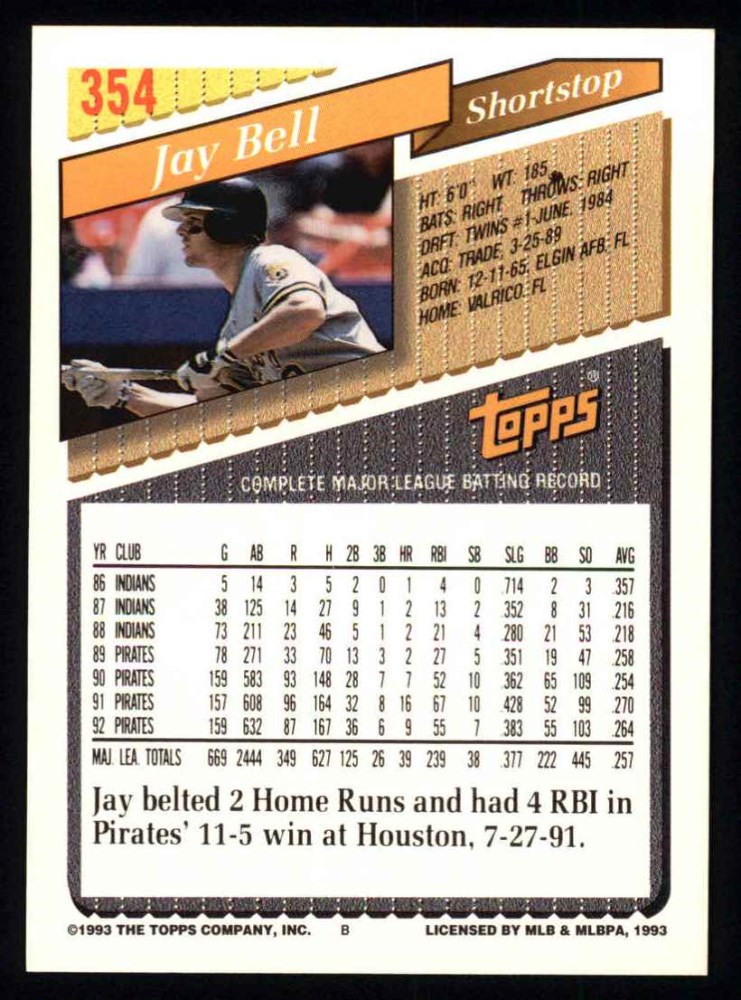 354
Jay Bell
Shortstop
HT: 6'0" WT: 185
BATS: RIGHT THROWS: RIGHT
DRFT: TWINS #1-JUNE, 1984
ACQ: TRADE, 3-25-89
BORN: 12-11-65, ELGIN AFB, FL
HOME: VALRICO, FL
TOPPS®
COMPLETE MAJOR LEAGUE BATTING RECORD
YR CLUB G AB R H 2B 3B HR RBI SB SLG BB SO AVG
86 INDIANS 5 14 3 5 2 0 1 4 0 .714 2 3 .357
87 INDIANS 38 125 14 27 9 1 2 13 2 .352 8 31 .216
88 INDIANS 73 211 23 46 5 1 2 21 4 .280 21 53 .218
89 PIRATES 78 271 33 70 13 3 2 27 5 .351 19 47 .258
90 PIRATES 159 583 93 148 28 7 7 52 10 .362 65 109 .254
91 PIRATES 157 608 96 164 32 8 16 67 10 .428 52 99 .270
92 PIRATES 159 632 87 167 36 6 9 55 7 .383 55 103 .264
MAJ. LEA. TOTALS 669 2444 349 627 125 26 39 239 38 .377 222 445 .257
Jay belted 2 Home Runs and had 4 RBI in
Pirates' 11-5 win at Houston, 7-27-91.
©1993 THE TOPPS COMPANY, INC. B LICENSED BY MLB & MLBPA, 1993